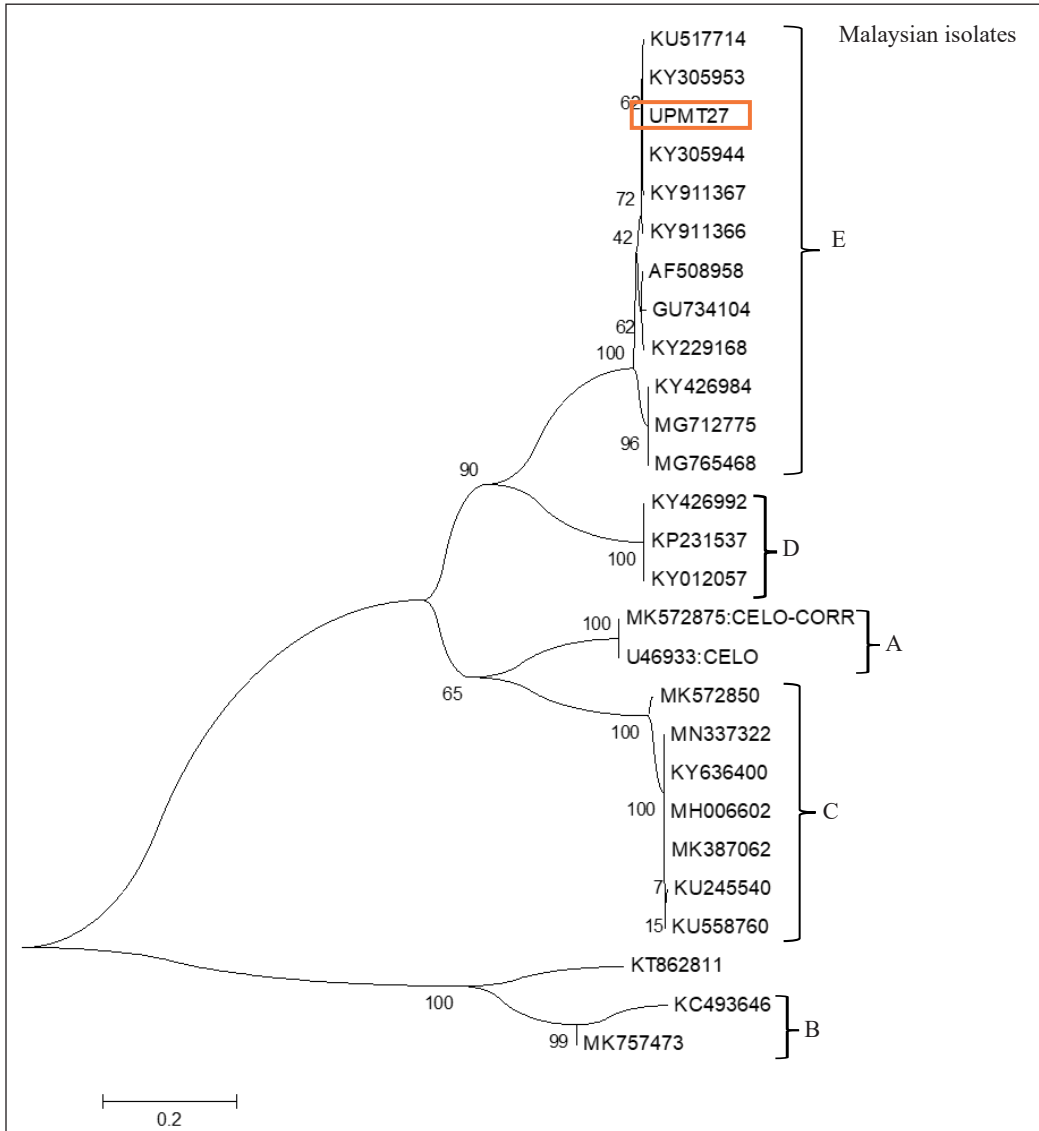 Malaysian isolates
KU517714
KY305953
62
UPMT27
KY305944
72
KY911367
42
KY911366
E
AF508958
GU734104
62
KY229168
100
KY426984
MG712775
96
MG765468
90
KY426992
KP231537
D
100
KY012057
100
MK572875:CELO-CORR
A
U46933:CELO
65
MK572850
100
MN337322
KY636400
100
MH006602
C
MK387062
7
KU245540
15
KU558760
KT862811
100
KC493646
B
99
MK757473
0.2